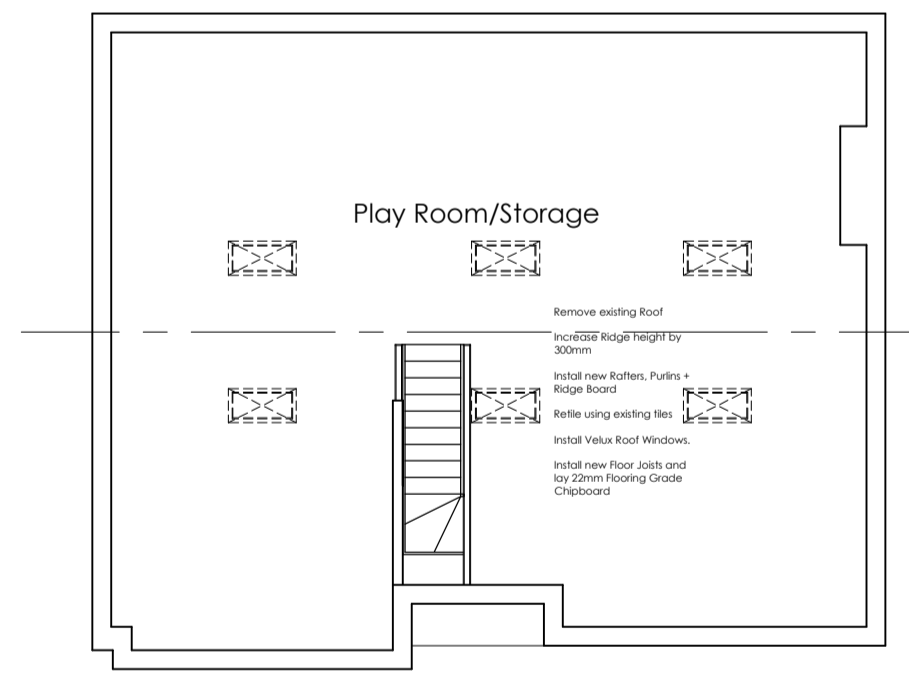 Play Room/Storage
Remove existing Roof
Increase Ridge height by
300mm
Install new Rafters, Purlins +
Ridge Board
Retile using existing tiles
Install Velux Roof Windows.
Install new Floor Joists and
lay 22mm Flooring Grade
Chipboard